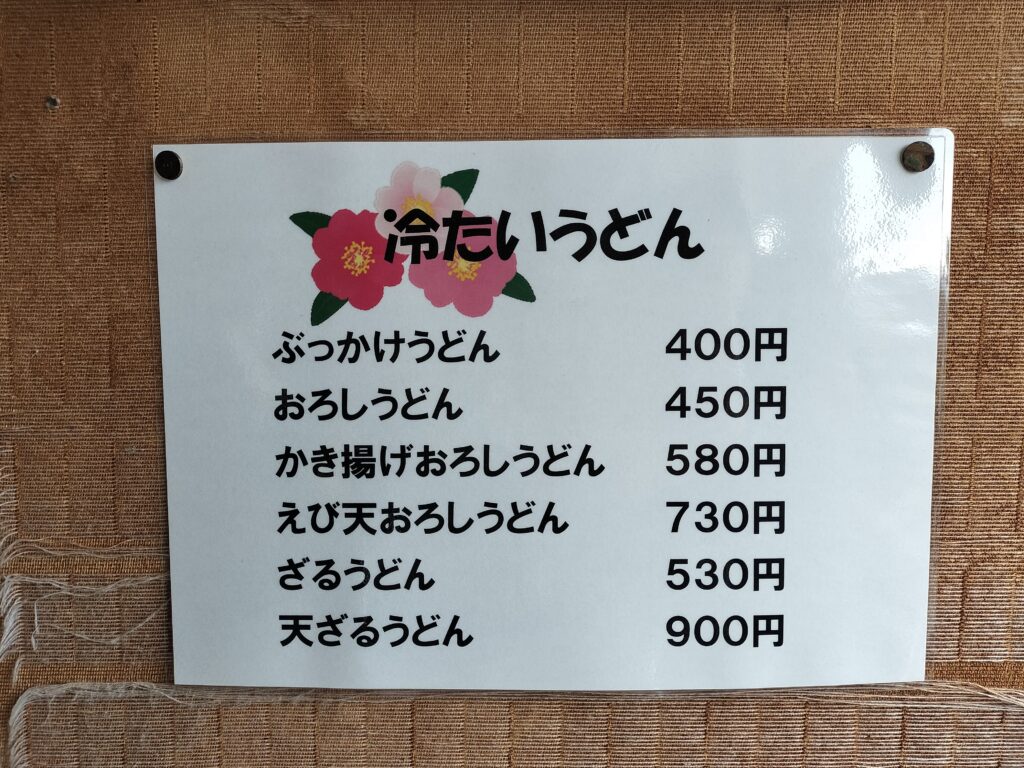 冷たいうどん
ぶっかけうどん 400円
おろしうどん 450円
かき揚げおろしうどん 580円
えび天おろしうどん 730円
ざるうどん 530円
天ざるうどん 900円